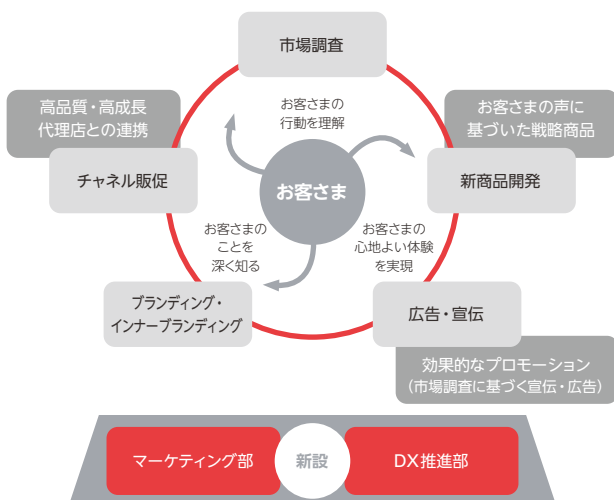 市場調査
高品質・高成長
代理店との連携
お客さまの
行動を理解
お客さまの声に
基づいた戦略商品
チャネル販促
お客さま
新商品開発
お客さまの
ことを
深く知る
お客さまの
心地よい体験
を実現
ブランディング・
インナーブランディング
広告・宣伝
効果的なプロモーション
(市場調査に基づく宣伝・広告)
マーケティング部
新設
DX推進部